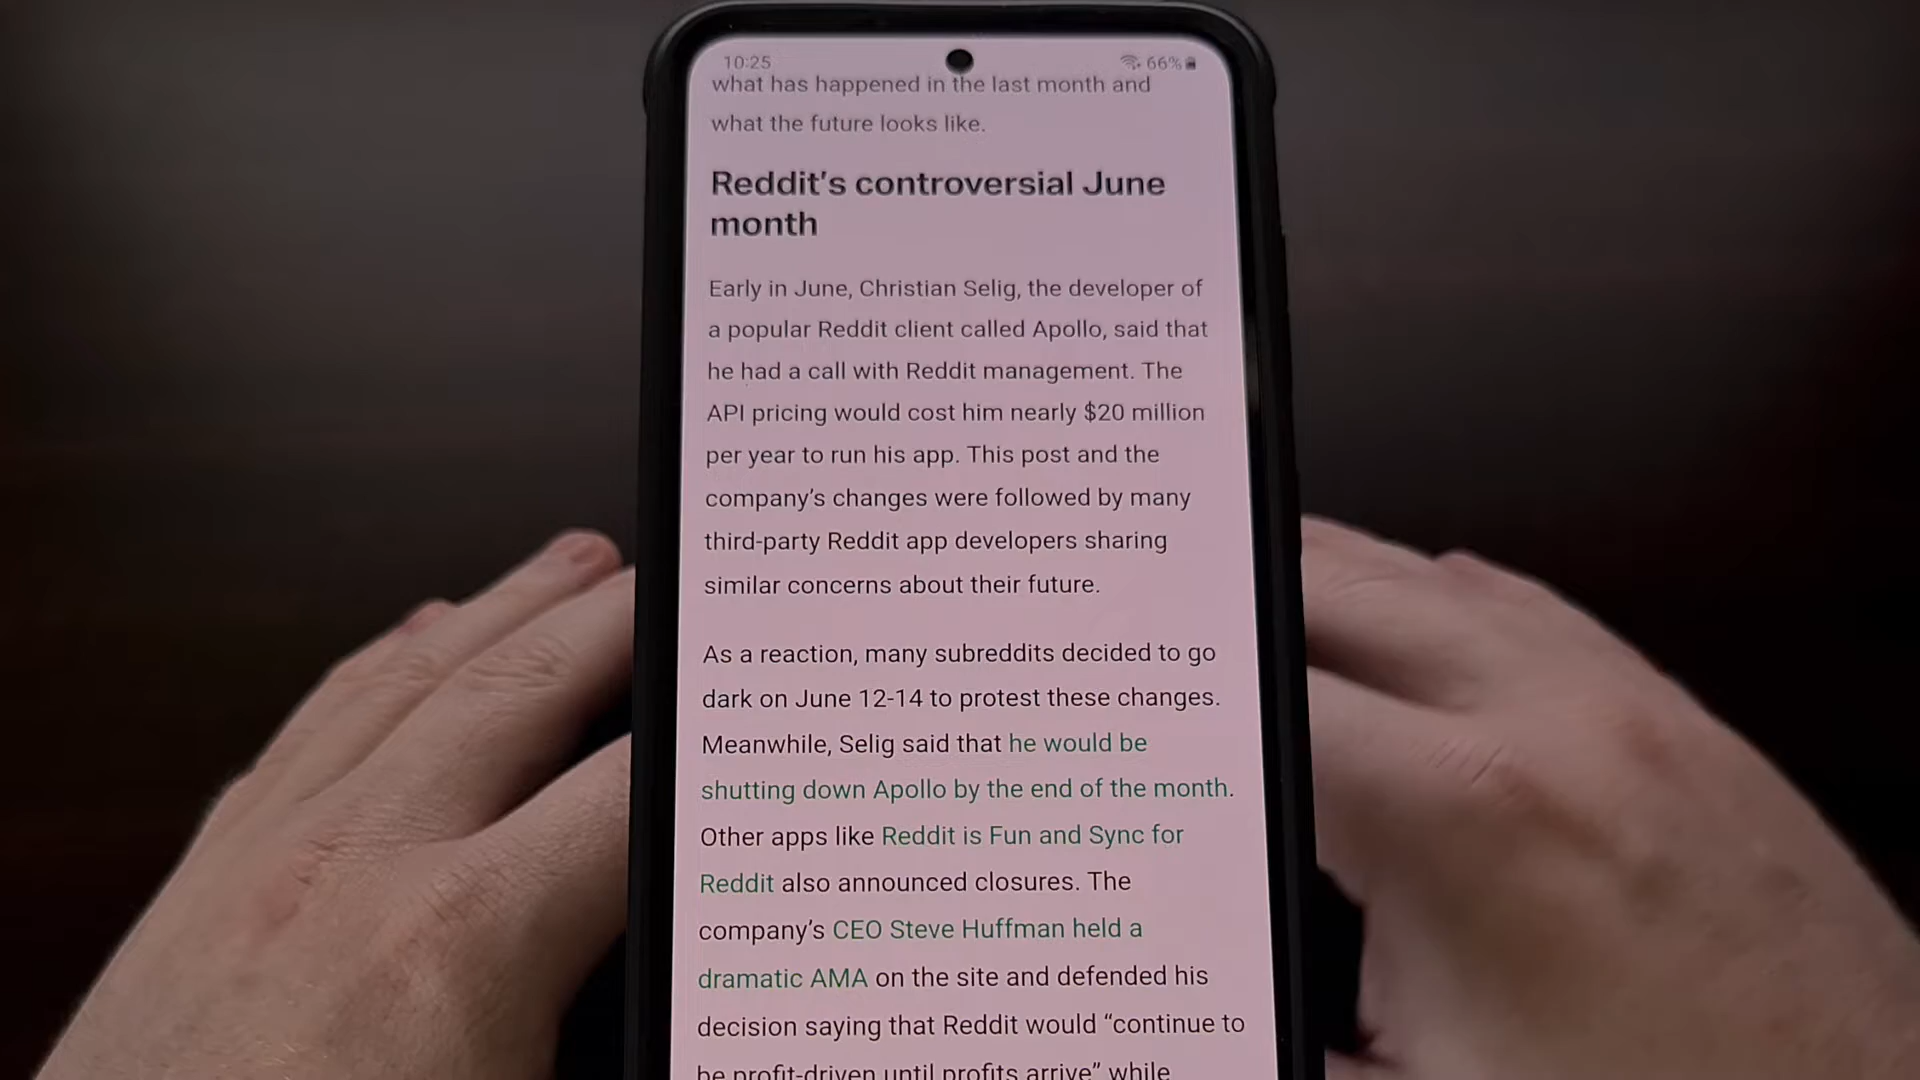 10:25
66%
what has happened in the last month and
what the future looks like.
Reddit's controversial June
month
Early in June, Christian Selig, the developer of
a popular Reddit client called Apollo, said that
he had a call with Reddit management. The
API pricing would cost him nearly $20 million
per year to run his app. This post and the
company's changes were followed by many
third-party Reddit app developers sharing
similar concerns about their future.
As a reaction, many subreddits decided to go
dark on June 12-14 to protest these changes.
Meanwhile, Selig said that he would be
shutting down Apollo by the end of the month.
Other apps like Reddit is Fun and Sync for
Reddit also announced closures. The
company's CEO Steve Huffman held a
dramatic AMA on the site and defended his
decision saying that Reddit would “continue to
be profit-driven until profits arrive” while